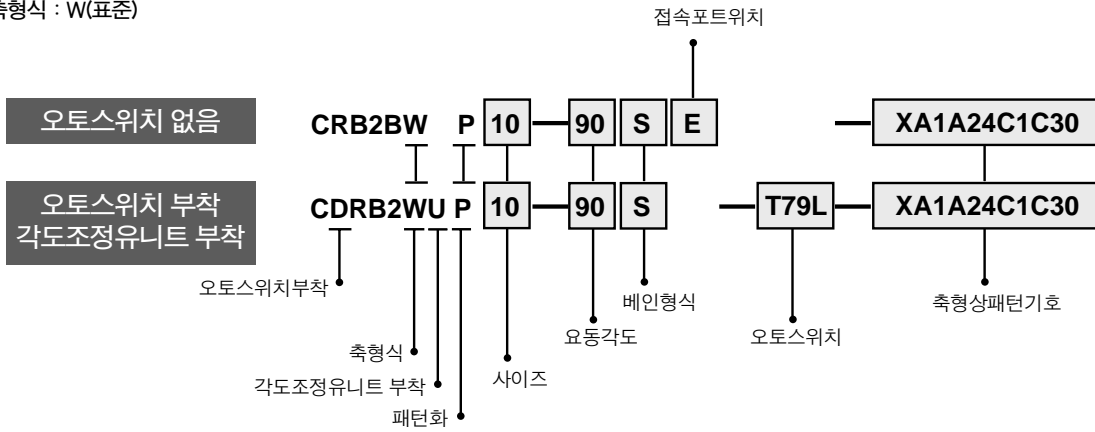 축형식 : W(표준)
접속포트위치
오토스위치 없음
CRB2BW P 10 — 90 S E — XA1A24C1C30
오토스위치 부착
각도조정유니트 부착
CDRB2WU P 10 — 90 S — T79L — XA1A24C1C30
오토스위치부착
베인형식
축형상패턴기호
요동각도
오토스위치
축형식
사이즈
각도조정유니트 부착
패턴화